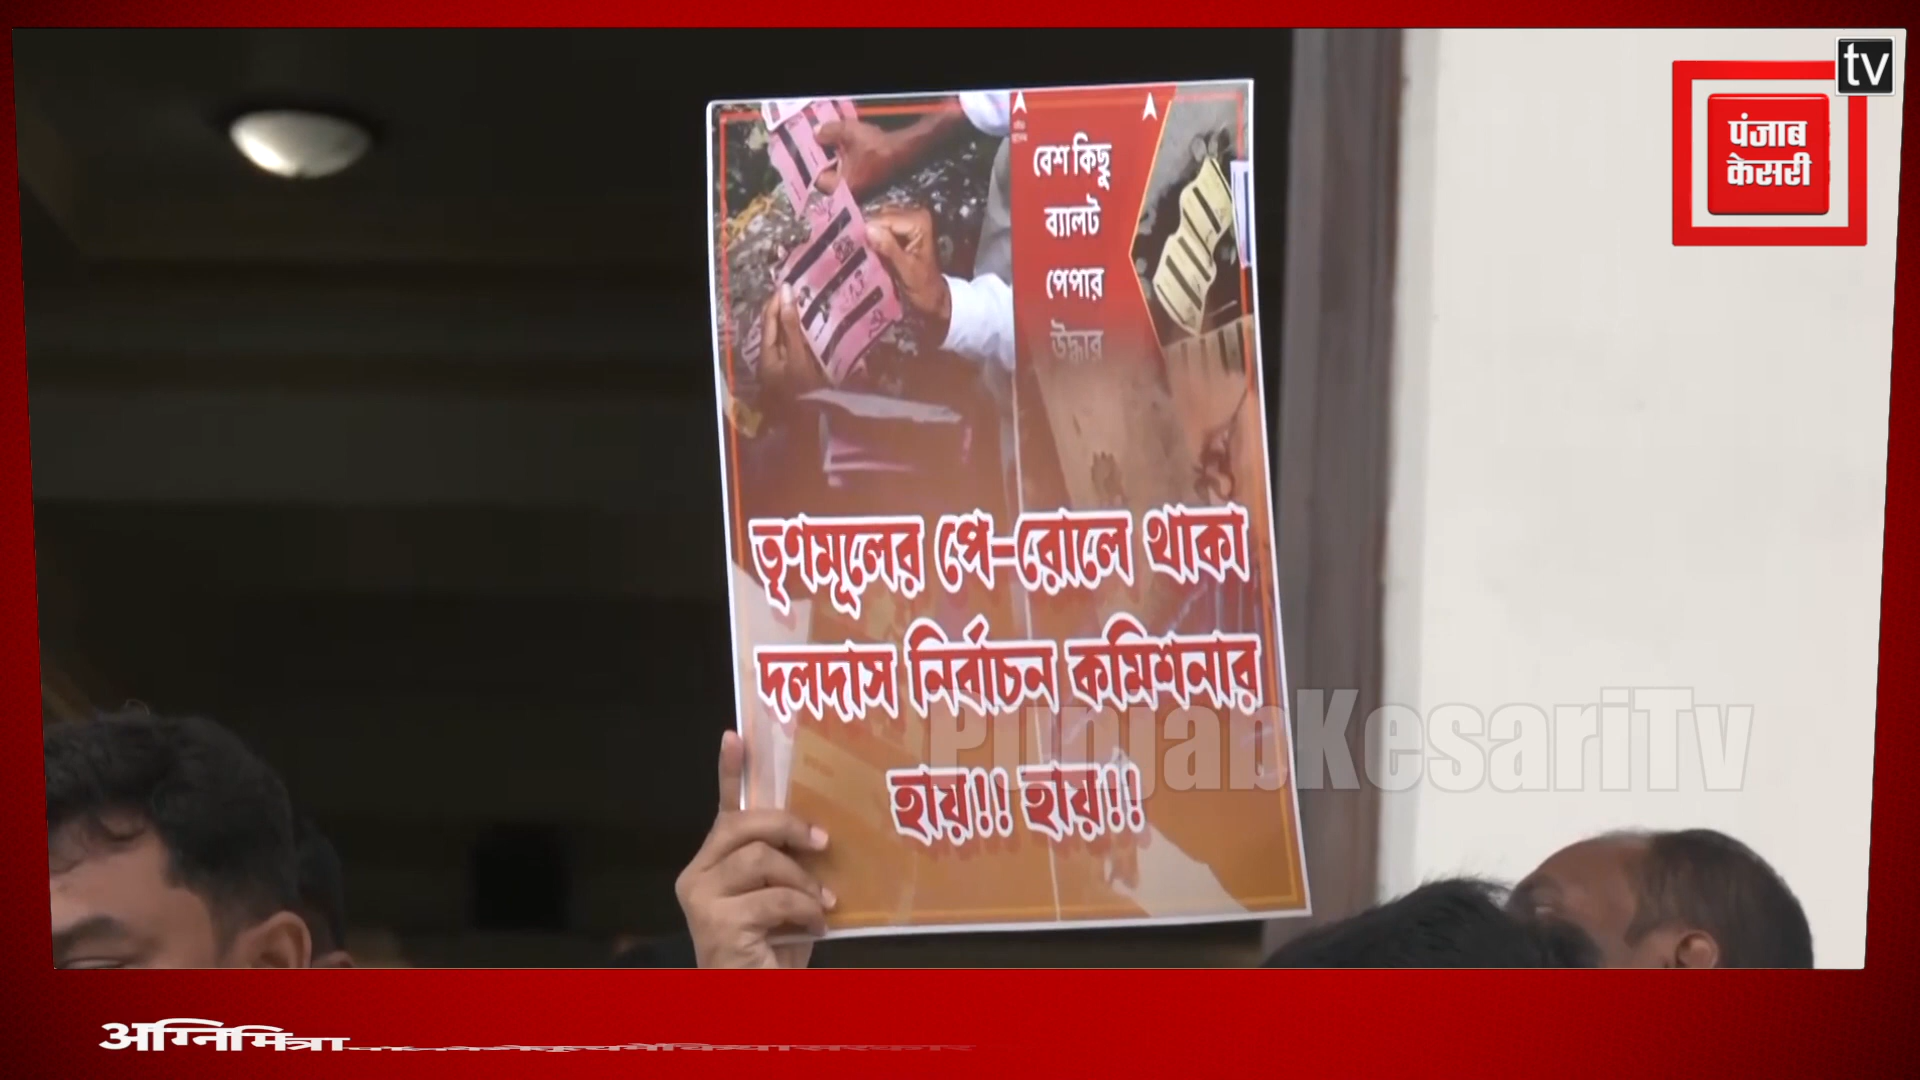 tv
पंजाब
केसरी
বেশ কিছু
ব্যালট
পেপার
উদ্ধার
তৃণমূলের পে-রোলে থাকা
দলদাস নির্বাচন কমিশনার
হায়!! হায়!!
PunjabKesariTv
अग्निमित्रा